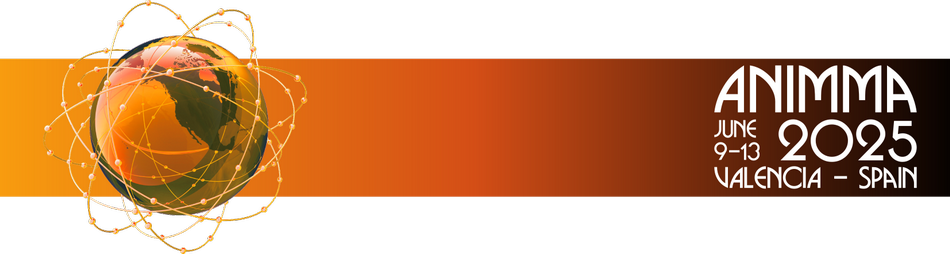 ANIMMA
JUNE
9-13 2025
VALENCIA - SPAIN